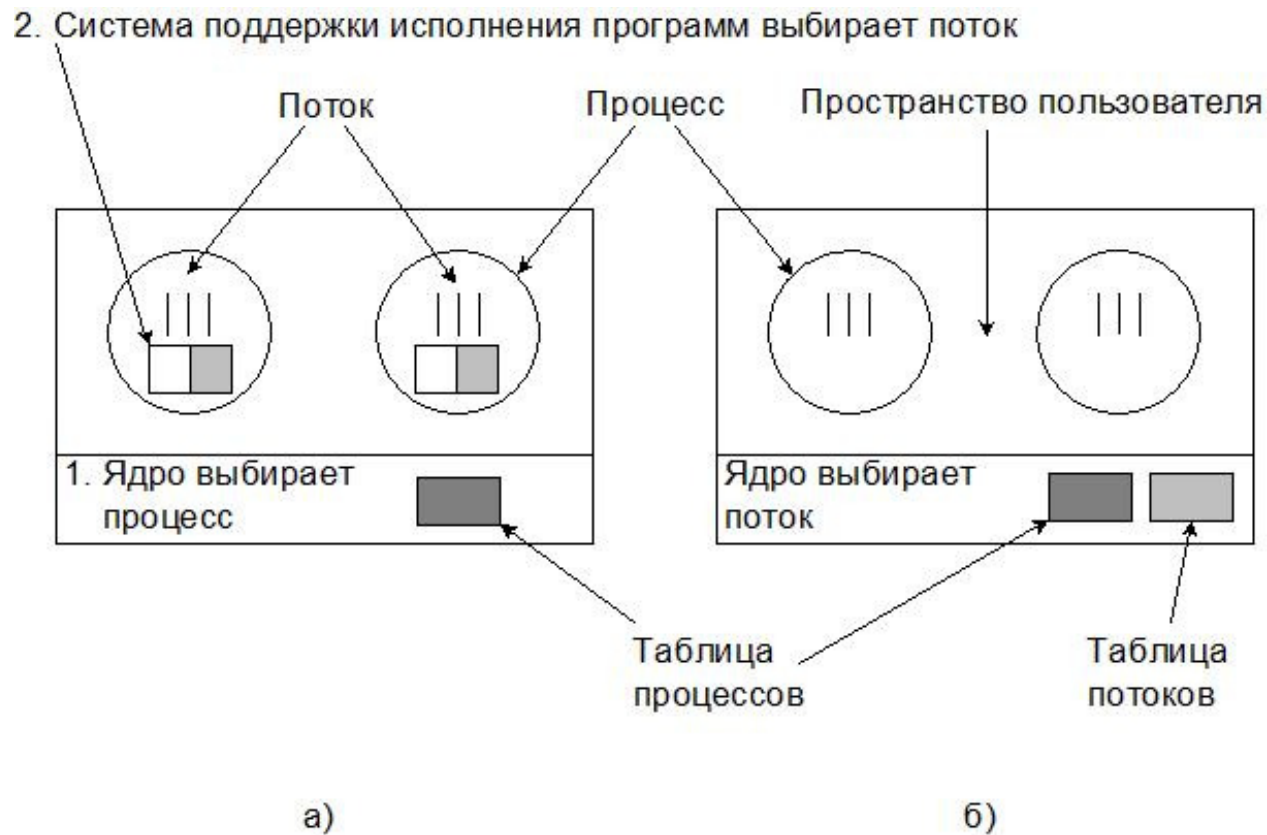 2. Система поддержки исполнения программ выбирает поток
Поток
Процесс
Пространство пользователя
1. Ядро выбирает
процесс
Ядро выбирает
поток
Таблица
процессов
Таблица
потоков
а)
б)